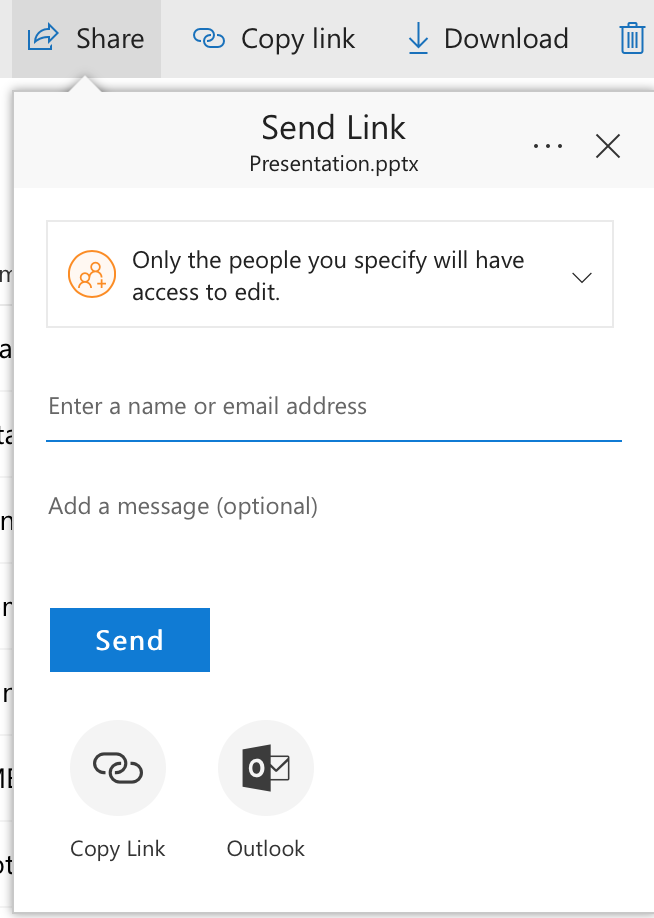 Share Copy link Download
Send Link
Presentation.pptx
Only the people you specify will have
access to edit.
Enter a name or email address
Add a message (optional)
Send
Copy Link Outlook